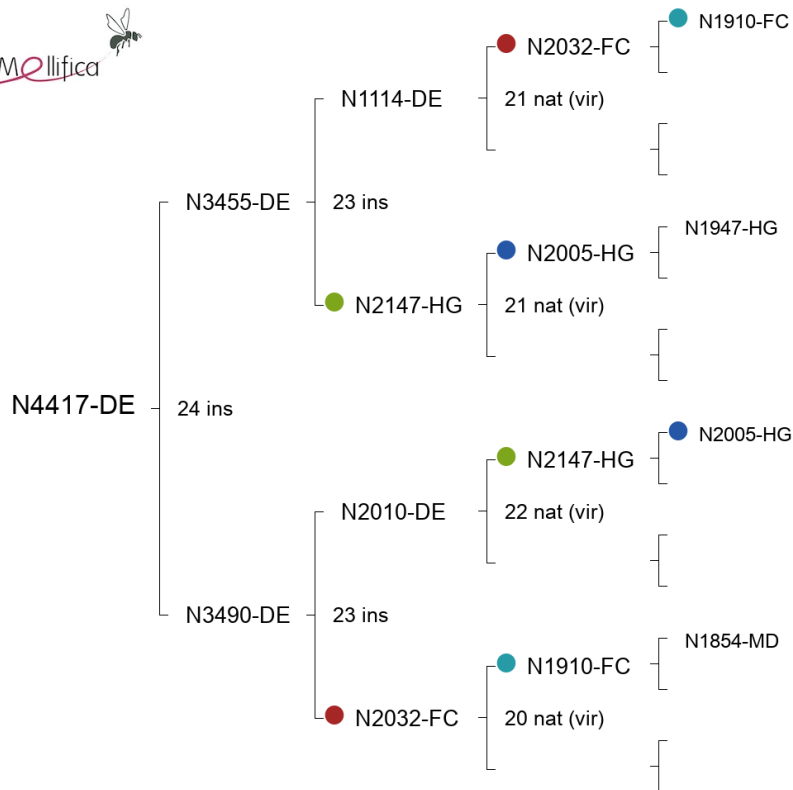 Mellifica
N1910-FC
N2032-FC
N1114-DE
21 nat (vir)
N3455-DE
23 ins
N1947-HG
N2005-HG
N2147-HG
21 nat (vir)
N4417-DE
24 ins
N2005-HG
N2147-HG
N2010-DE
22 nat (vir)
N3490-DE
23 ins
N1854-MD
N1910-FC
N2032-FC
20 nat (vir)